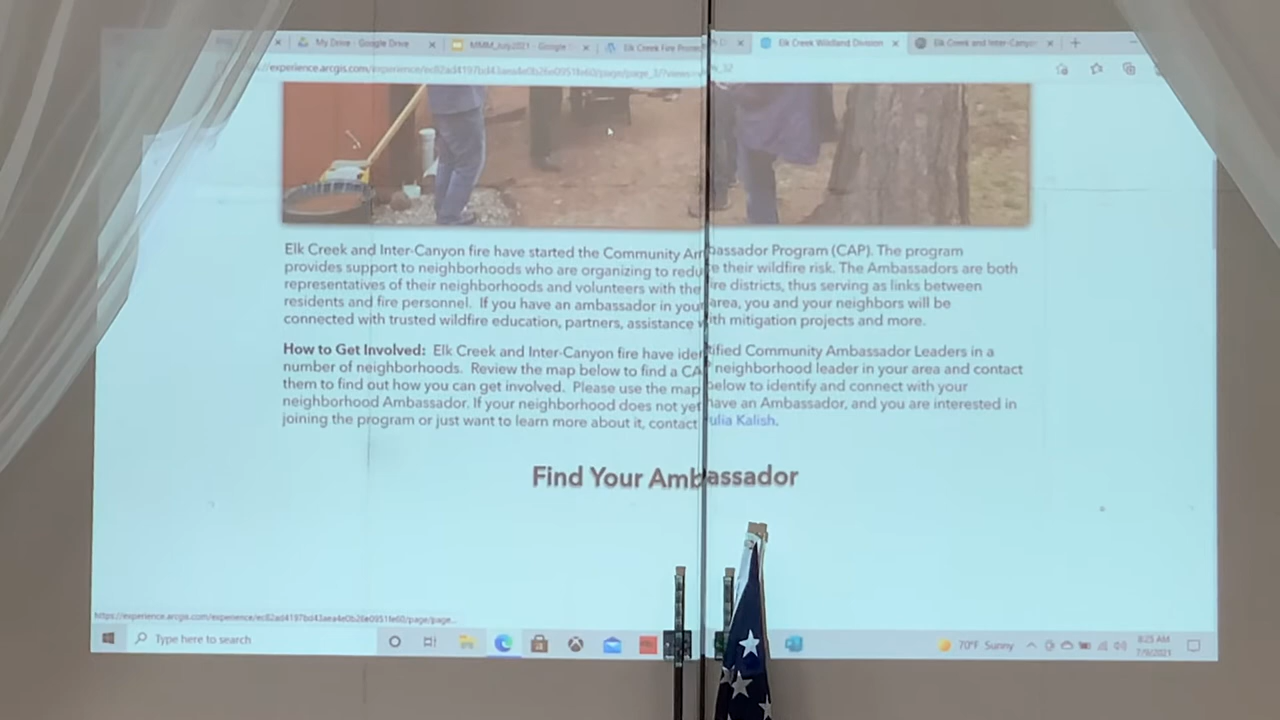 My Drive - Google Drive
MMM_July2021 - Google
Elk Creek Fire Protec
Elk Creek Wildland Division
Elk Creek and Inter-Canyon
Elk Creek and Inter-Canyon fire have started the Community Ambassador Program (CAP). The program
provides support to neighborhoods who are organizing to reduce their wildfire risk. The Ambassadors are both
representatives of their neighborhoods and volunteers with the fire districts, thus serving as links between
residents and fire personnel. If you have an ambassador in your area, you and your neighbors will be
connected with trusted wildfire education, partners, assistance with mitigation projects and more.
How to Get Involved: Elk Creek and Inter-Canyon fire have identified Community Ambassador Leaders in a
number of neighborhoods. Review the map below to find a CAP neighborhood leader in your area and contact
them to find out how you can get involved. Please use the map below to identify and connect with your
neighborhood Ambassador. If your neighborhood does not yet have an Ambassador, and you are interested in
joining the program or just want to learn more about it, contact Julia Kalish.
Find Your Ambassador
Type here to search
70°F Sunny
8:25 AM
7/9/2021